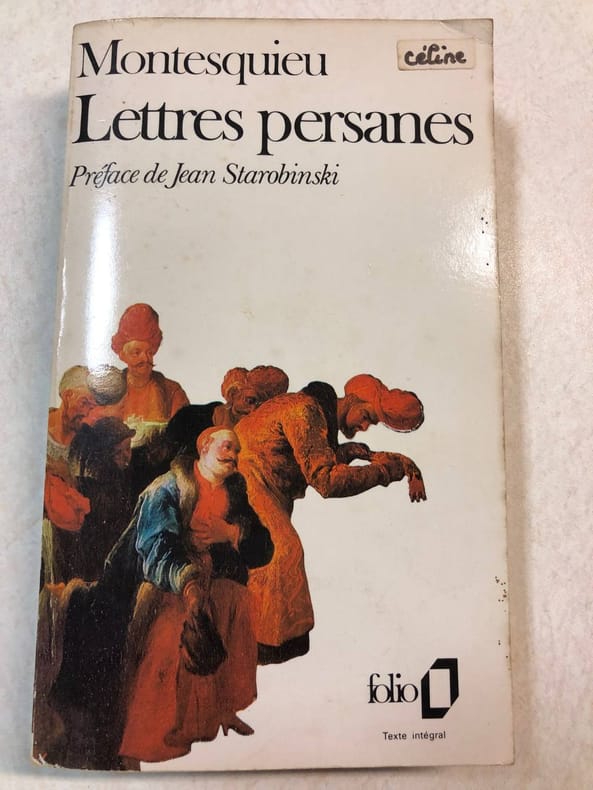 Montesquieu
céline
Lettres persanes
Préface de Jean Starobinski
folio
Texte intégral